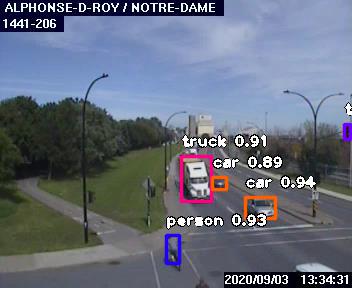 ALPHONSE-D-ROY / NOTRE-DAME
1441-206
t
truck 0.91
car 0.89
car 0.94
person 0.93
2020/09/03 13:34:31